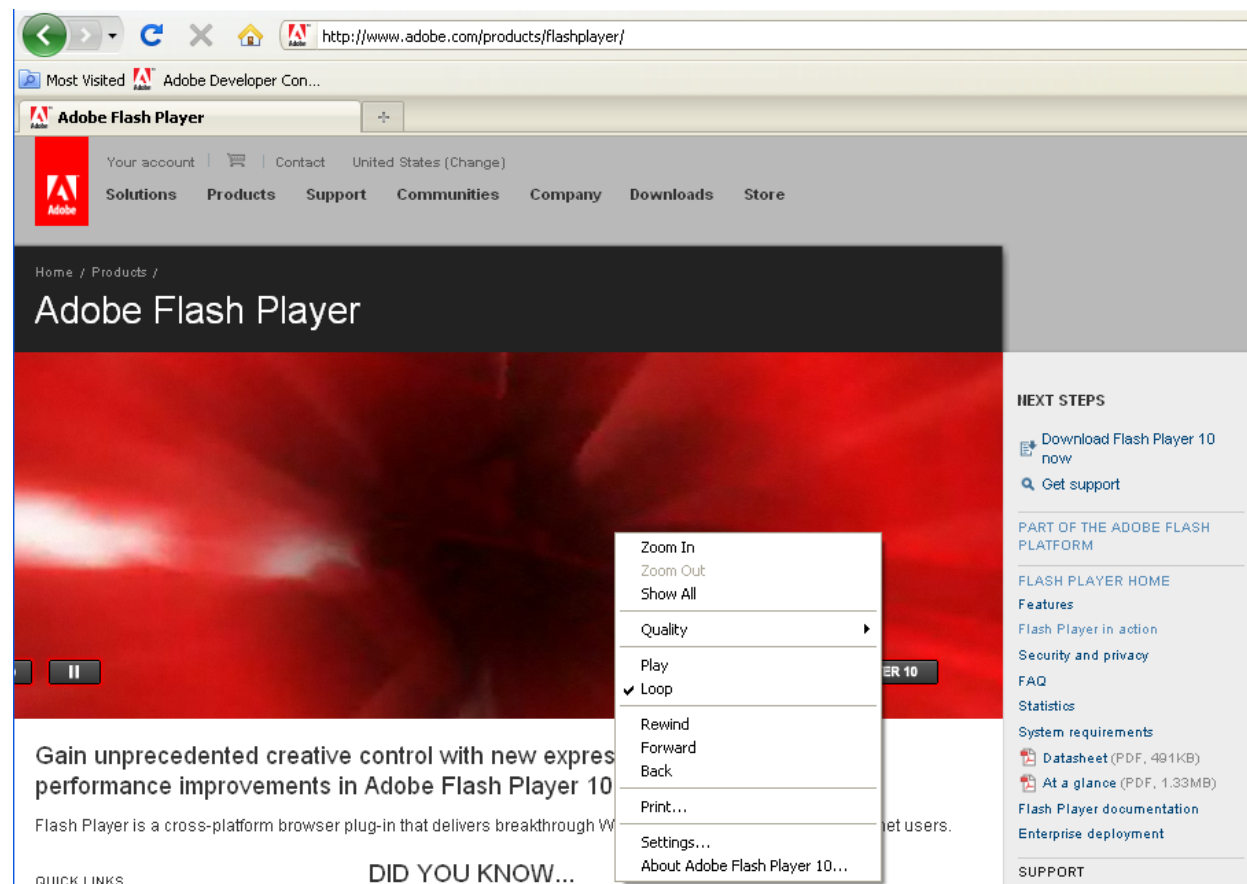 http://www.adobe.com/products/flashplayer/
Most Visited Adobe Developer Con...
Adobe Flash Player
Your account Contact United States (Change)
Adobe
Solutions Products Support Communities Company Downloads Store
Home / Products /
Adobe Flash Player
NEXT STEPS
Download Flash Player 10
now
Get support
PART OF THE ADOBE FLASH
PLATFORM
FLASH PLAYER HOME
Features
Flash Player in action
Security and privacy
FAQ
Statistics
System requirements
Datasheet (PDF, 491KB)
At a glance (PDF, 1.33MB)
Flash Player documentation
Enterprise deployment
SUPPORT
Zoom In
Zoom Out
Show All
Quality
Play
Loop
Rewind
Forward
Back
Print...
Settings...
About Adobe Flash Player 10...
ER 10
Gain unprecedented creative control with new expres
performance improvements in Adobe Flash Player 10
Flash Player is a cross-platform browser plug-in that delivers breakthrough W net users.
QUICK LINKS
DID YOU KNOW...